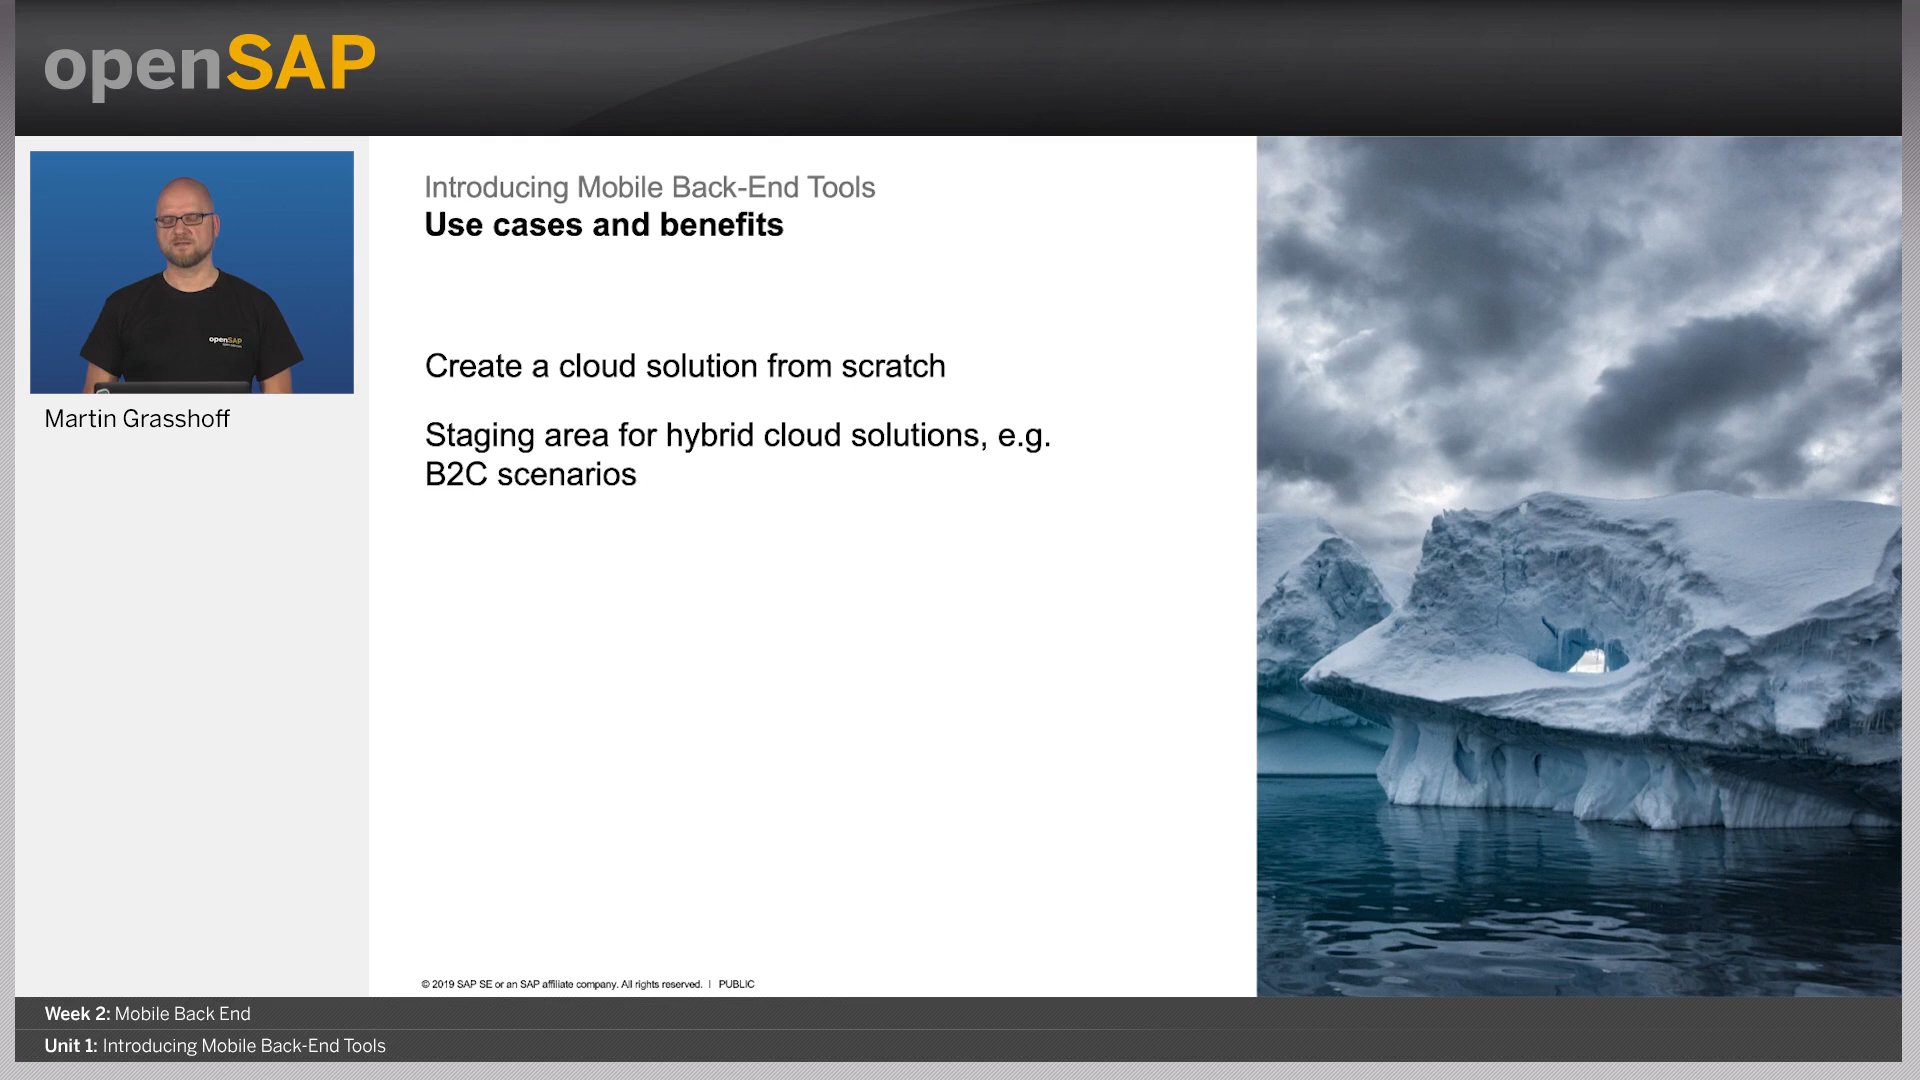 openSAP
openSAP
Martin Grasshoff
Introducing Mobile Back-End Tools
Use cases and benefits
Create a cloud solution from scratch
Staging area for hybrid cloud solutions, e.g.
B2C scenarios
© 2019 SAP SE or an SAP affiliate company. All rights reserved. | PUBLIC
Week 2: Mobile Back End
Unit 1: Introducing Mobile Back-End Tools